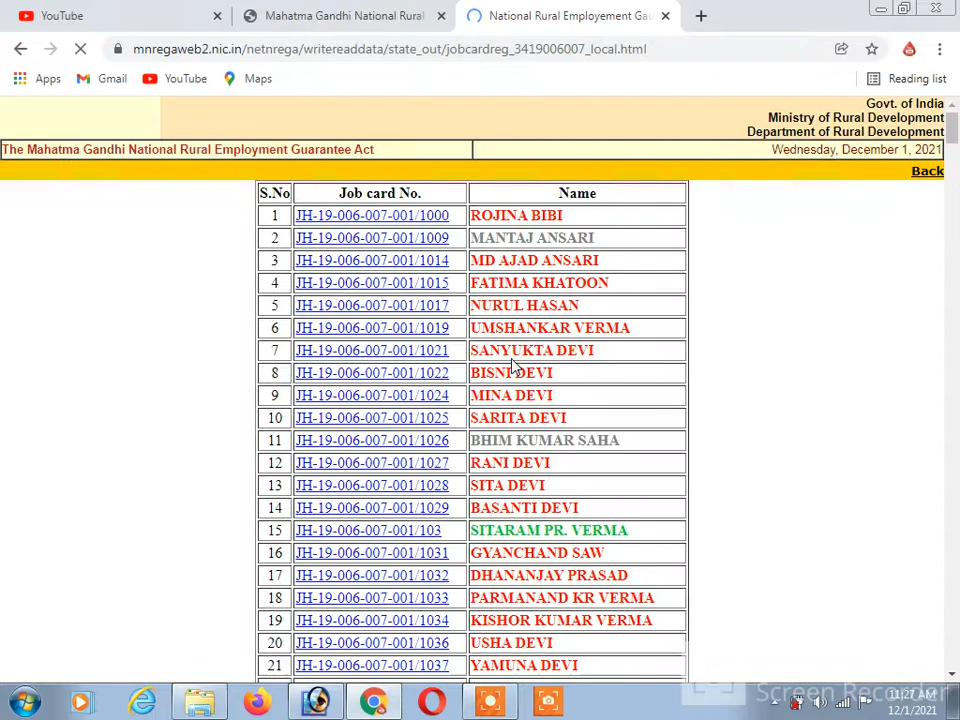 YouTube
Mahatma Gandhi National Rural
National Rural Employement Gau
mnregaweb2.nic.in/netnrega/writereaddata/state_out/jobcardreg_3419006007_local.html
Apps Gmail YouTube Maps Reading list
Govt. of India
Ministry of Rural Development
Department of Rural Development
The Mahatma Gandhi National Rural Employment Guarantee Act Wednesday, December 1, 2021
Back
S.No Job card No. Name
1 JH-19-006-007-001/1000 ROJINA BIBI
2 JH-19-006-007-001/1009 MANTAJ ANSARI
3 JH-19-006-007-001/1014 MD AJAD ANSARI
4 JH-19-006-007-001/1015 FATIMA KHATOON
5 JH-19-006-007-001/1017 NURUL HASAN
6 JH-19-006-007-001/1019 UMSHANKAR VERMA
7 JH-19-006-007-001/1021 SANYUKTA DEVI
8 JH-19-006-007-001/1022 BISNI DEVI
9 JH-19-006-007-001/1024 MINA DEVI
10 JH-19-006-007-001/1025 SARITA DEVI
11 JH-19-006-007-001/1026 BHIM KUMAR SAHA
12 JH-19-006-007-001/1027 RANI DEVI
13 JH-19-006-007-001/1028 SITA DEVI
14 JH-19-006-007-001/1029 BASANTI DEVI
15 JH-19-006-007-001/103 SITARAM PR. VERMA
16 JH-19-006-007-001/1031 GYANCHAND SAW
17 JH-19-006-007-001/1032 DHANANJAY PRASAD
18 JH-19-006-007-001/1033 PARMANAND KR VERMA
19 JH-19-006-007-001/1034 KISHOR KUMAR VERMA
20 JH-19-006-007-001/1036 USHA DEVI
21 JH-19-006-007-001/1037 YAMUNA DEVI
Screen Recorder
11:27 AM
12/1/2021